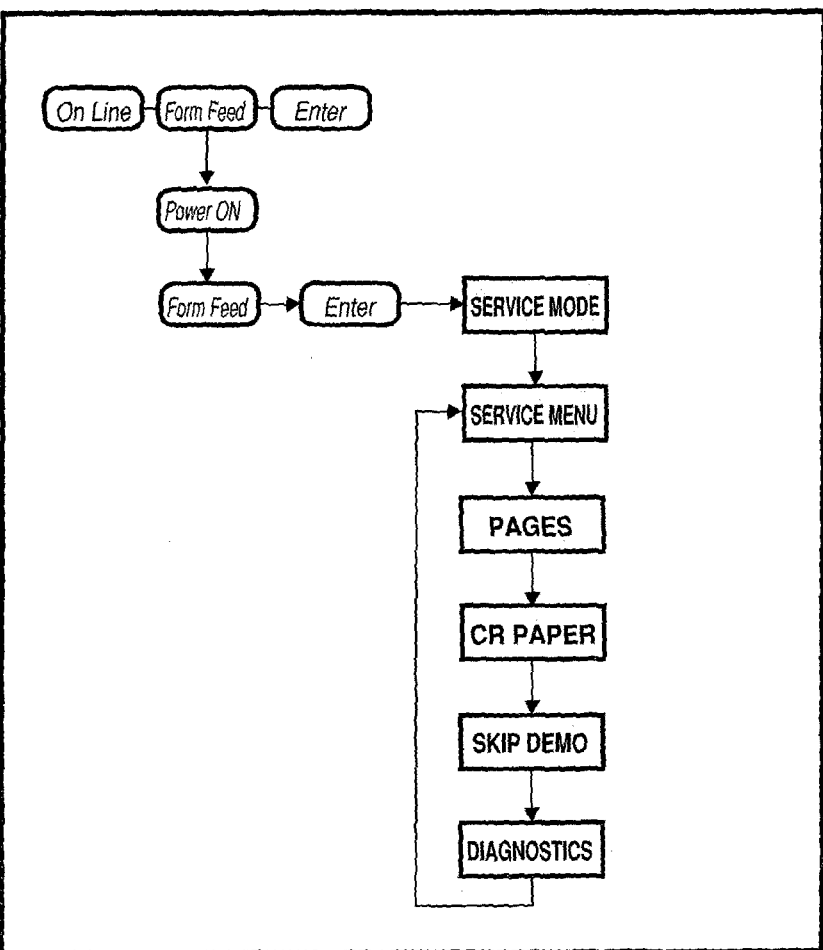 On Line Form Feed Enter
Power ON
Form Feed Enter SERVICE MODE
SERVICE MENU
PAGES
CR PAPER
SKIP DEMO
DIAGNOSTICS